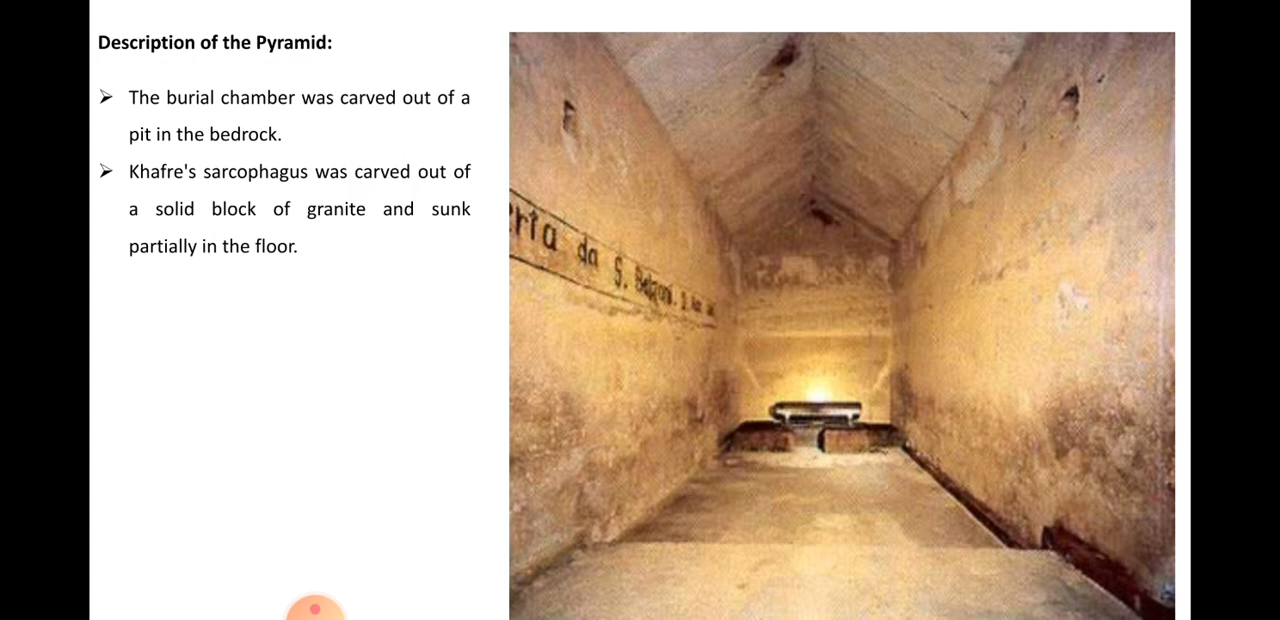 Description of the Pyramid:
The burial chamber was carved out of a
pit in the bedrock.
Khafre's sarcophagus was carved out of
a solid block of granite and sunk
partially in the floor.
da S. Belzoni.